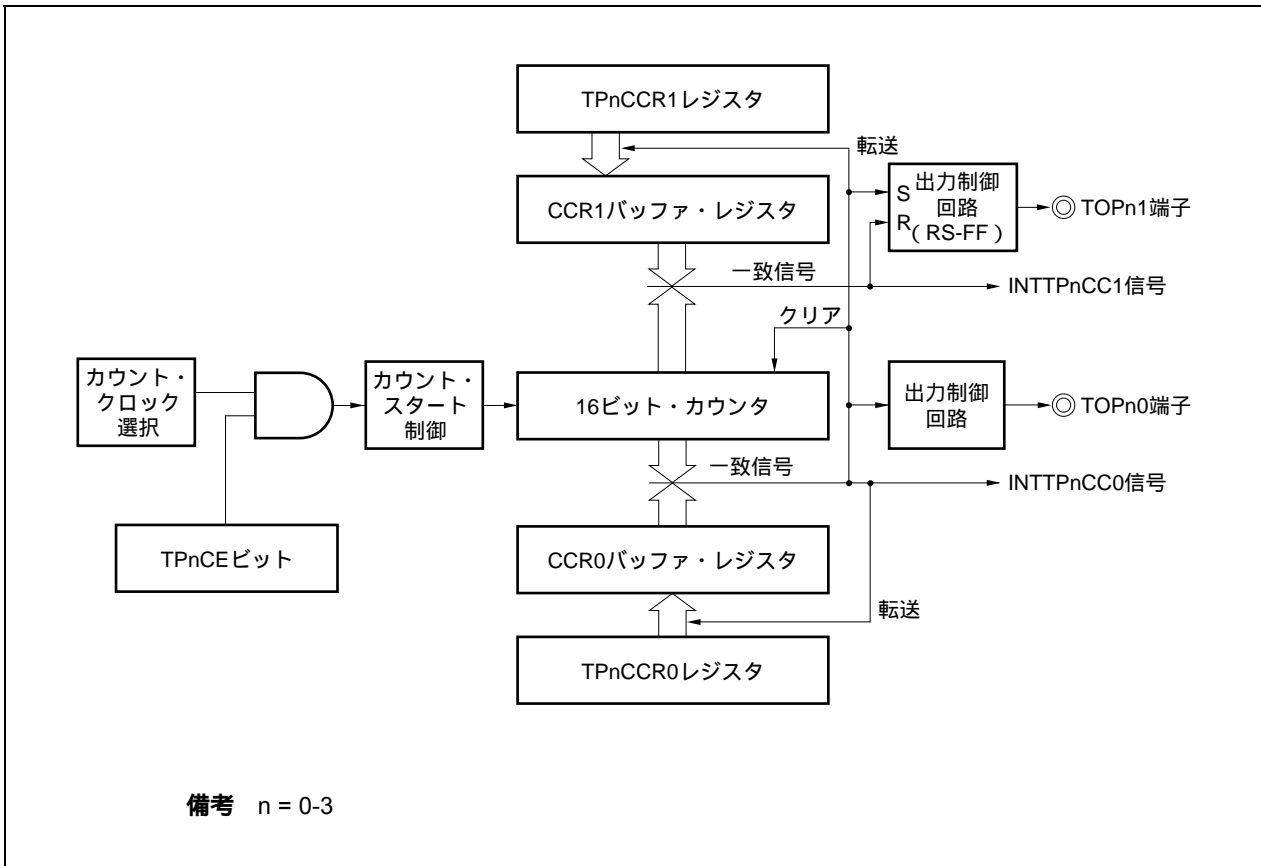 TPnCCR1レジスタ
転送
CCR1バッファ・レジスタ
S
R
出力制御
回路
(RS-FF)
TOPn1端子
一致信号
INTTPnCC1信号
クリア
カウント・
クロック
選択
カウント・
スタート
制御
16ビット・カウンタ
出力制御
回路
TOPn0端子
一致信号
INTTPnCC0信号
TPnCEビット
CCR0バッファ・レジスタ
転送
TPnCCR0レジスタ
備考 n = 0-3